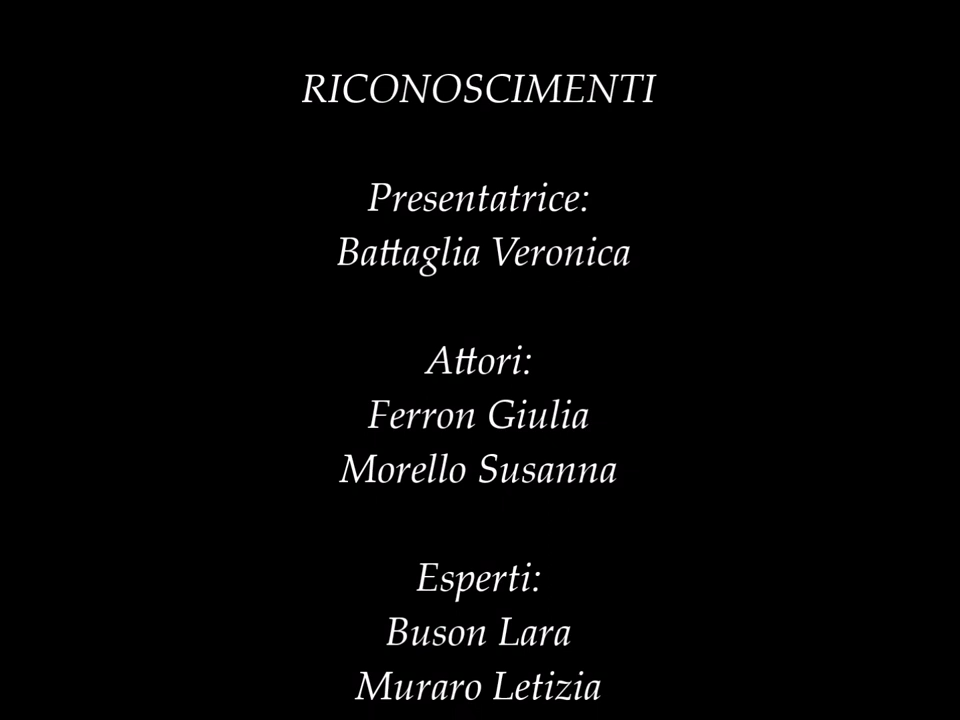 RICONOSCIMENTI
Presentatrice:
Battaglia Veronica
Attori:
Ferron Giulia
Morello Susanna
Esperti:
Buson Lara
Muraro Letizia